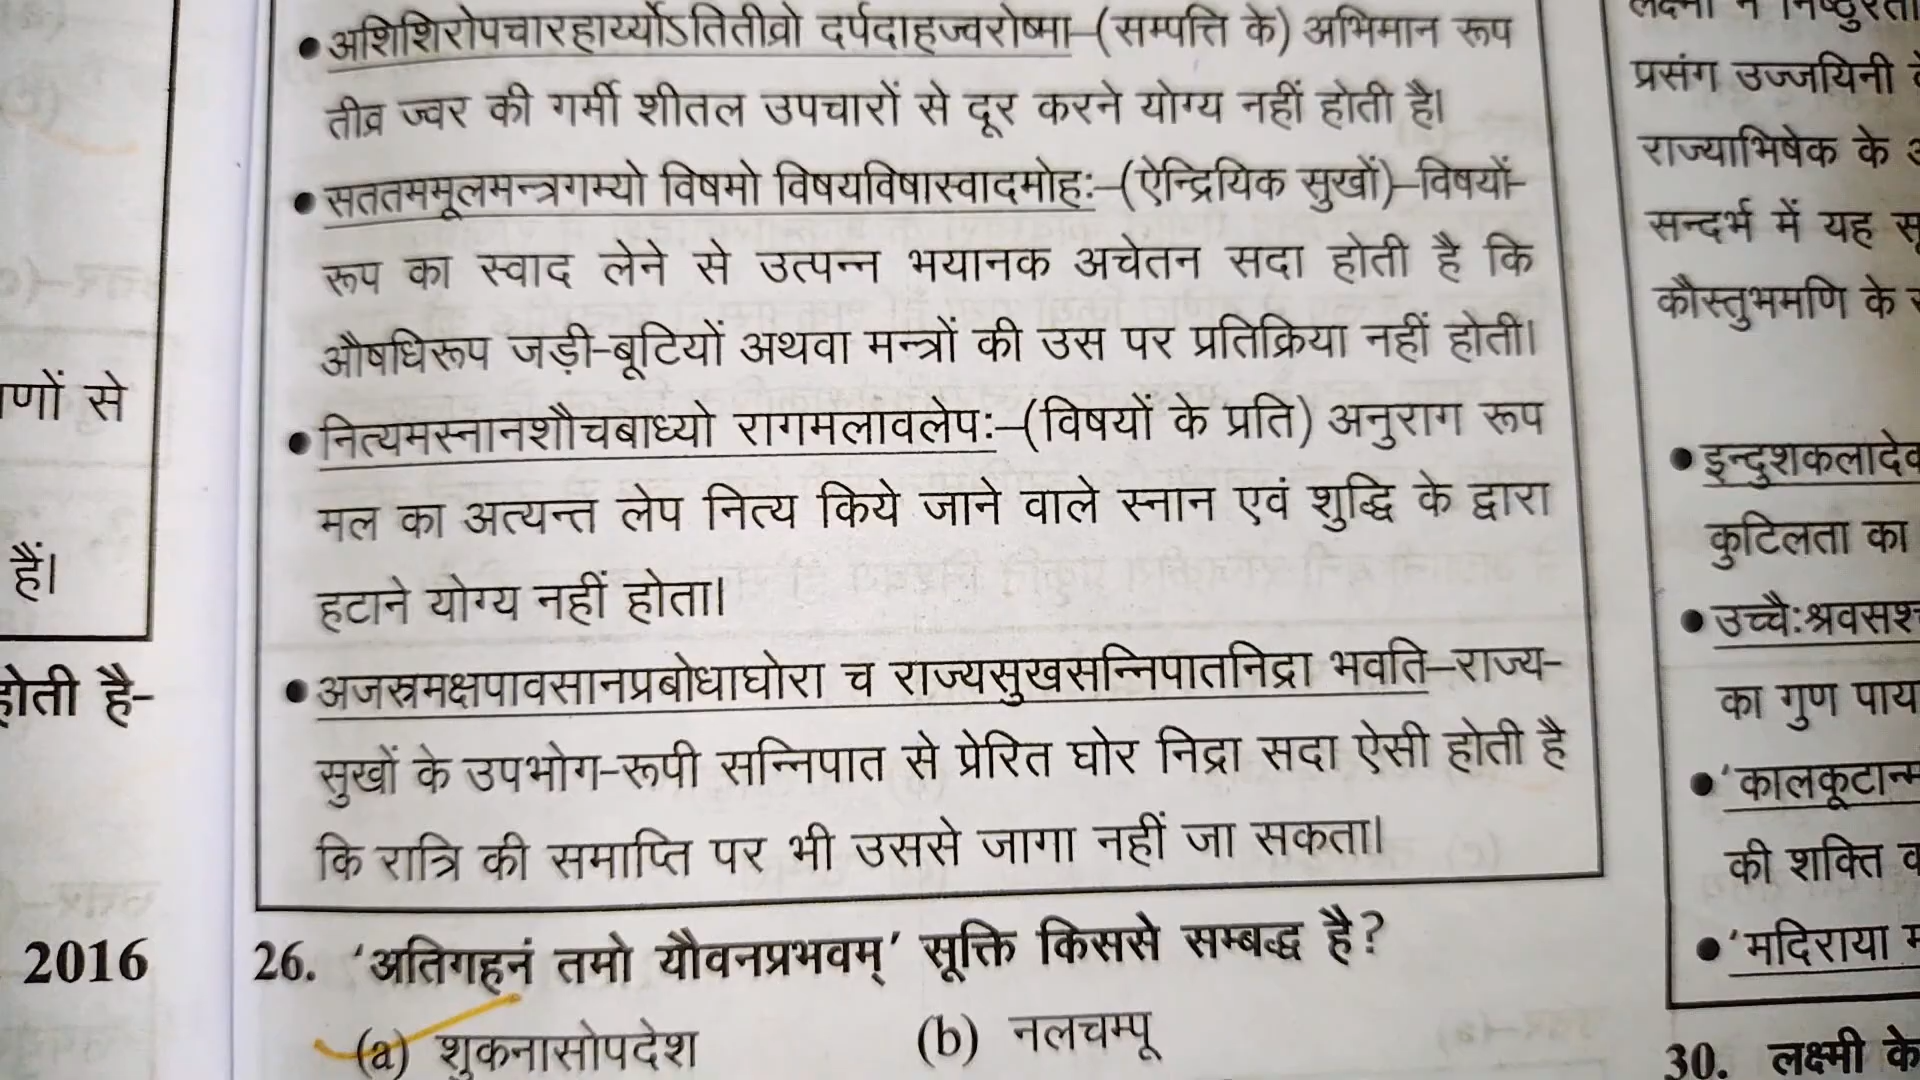 णों से
हैं।
होती है-
2016
• अशिशिरोपचारहार्य्योऽतितीव्रो दर्पदाहज्वरोष्मा–(सम्पत्ति के) अभिमान रूप
तीव्र ज्वर की गर्मी शीतल उपचारों से दूर करने योग्य नहीं होती है।
• सततममूलमन्त्रगम्यो विषमो विषयविषास्वादमोहः–(ऐन्द्रियिक सुखों)–विषयों–
रूप का स्वाद लेने से उत्पन्न भयानक अचेतन सदा होती है कि
औषधिरूप जड़ी-बूटियों अथवा मन्त्रों की उस पर प्रतिक्रिया नहीं होती।
• नित्यमस्नानशौचबाध्यो रागमलावलेपः–(विषयों के प्रति) अनुराग रूप
मल का अत्यन्त लेप नित्य किये जाने वाले स्नान एवं शुद्धि के द्वारा
हटाने योग्य नहीं होता।
• अजस्रमक्षपावसानप्रबोधाघोरा च राज्यसुखसन्निपातनिद्रा भवति–राज्य–
सुखों के उपभोग-रूपी सन्निपात से प्रेरित घोर निद्रा सदा ऐसी होती है
कि रात्रि की समाप्ति पर भी उससे जागा नहीं जा सकता।
26. ‘अतिगहनं तमो यौवनप्रभवम्’ सूक्ति किससे सम्बद्ध है?
(a) शुकनासोपदेश (b) नलचम्पू
प्रसंग उज्जयिनी
राज्याभिषेक के
सन्दर्भ में यह
कौस्तुभमणि के
• इन्दुशकलादेव
कुटिलता का
• उच्चैःश्रवसश्
का गुण पाय
• ‘कालकूटान्म
की शक्ति
• ‘मदिराया
30. लक्ष्मी के